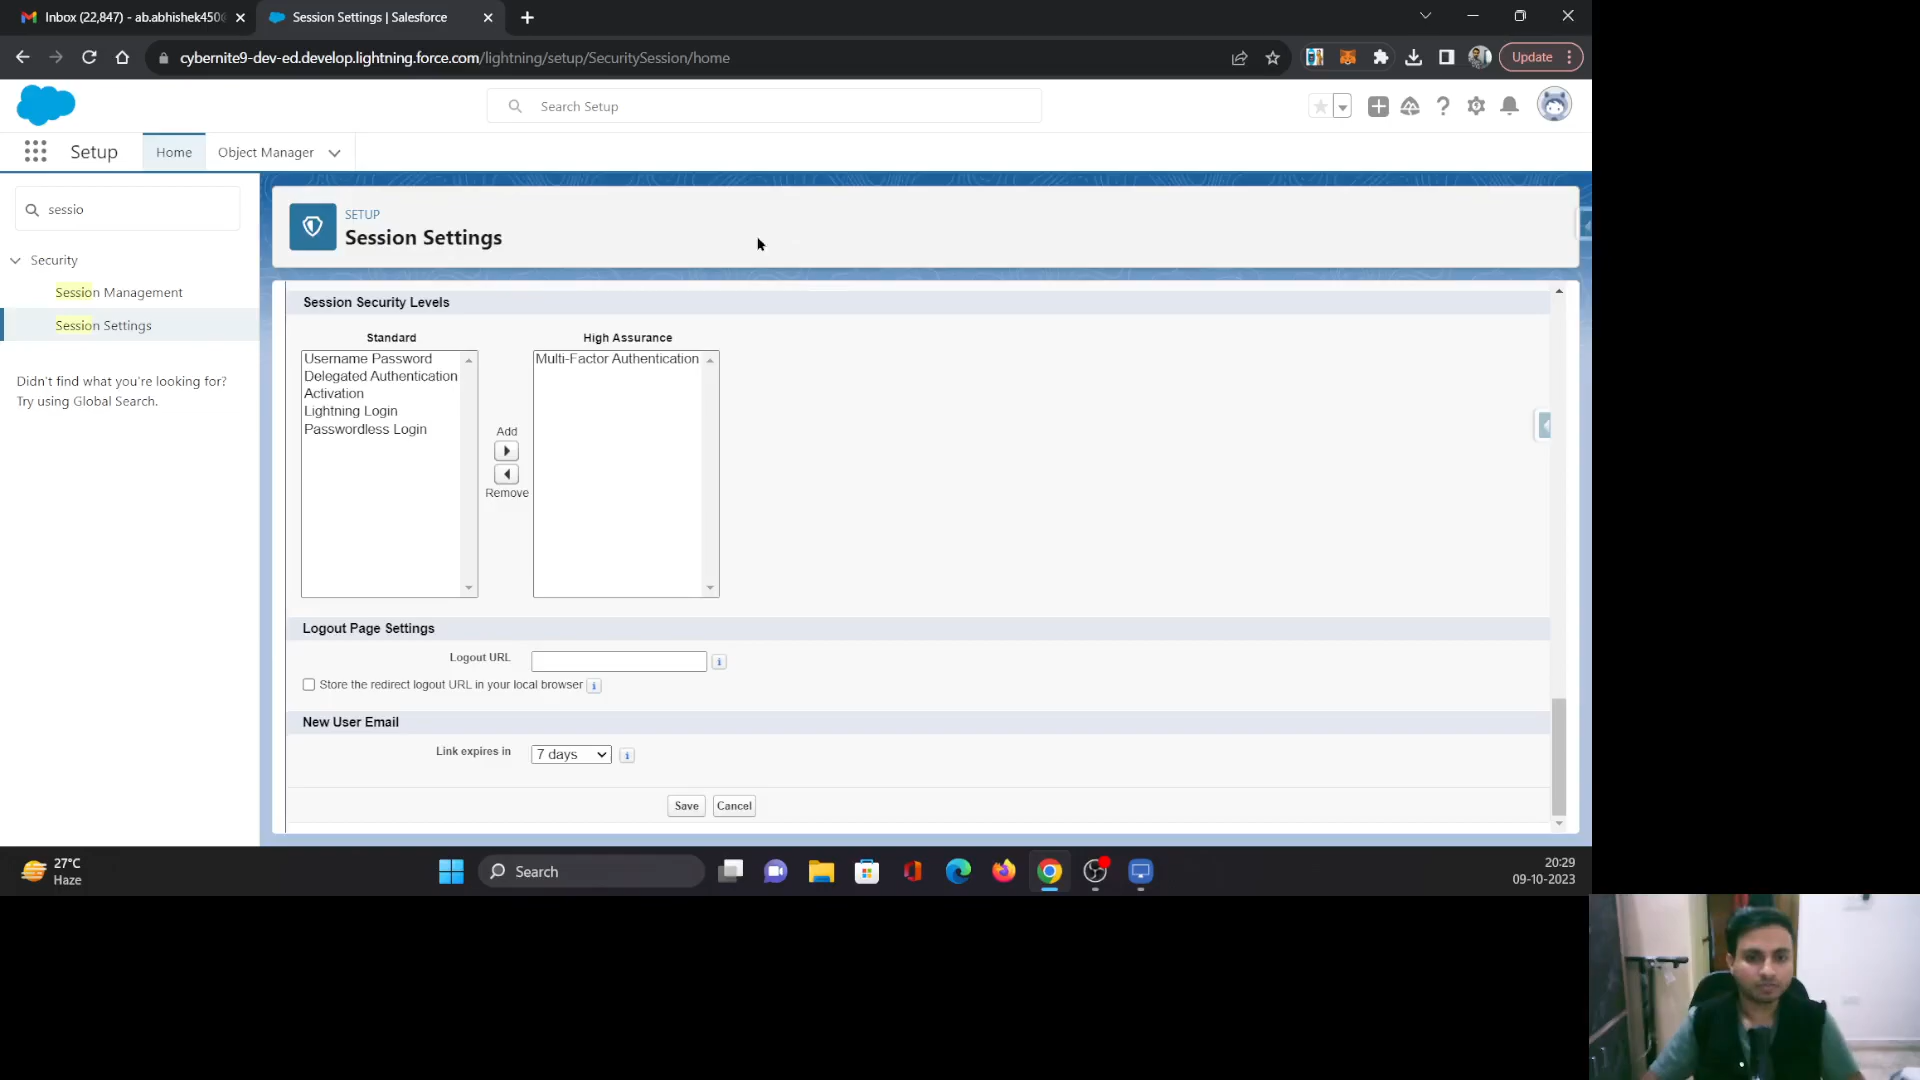 Inbox (22,847) - ab.abhishek450@
Session Settings | Salesforce
cybernite9-dev-ed.develop.lightning.force.com/lightning/setup/SecuritySession/home
Update
Search Setup
Setup
Home
Object Manager
sessio
Security
Session Management
Session Settings
Didn't find what you're looking for?
Try using Global Search.
SETUP
Session Settings
Session Security Levels
Standard
High Assurance
Username Password
Delegated Authentication
Activation
Lightning Login
Passwordless Login
Add
Remove
Multi-Factor Authentication
Logout Page Settings
Logout URL
Store the redirect logout URL in your local browser
New User Email
Link expires in
7 days
Save
Cancel
27°C
Haze
Search
20:29
09-10-2023